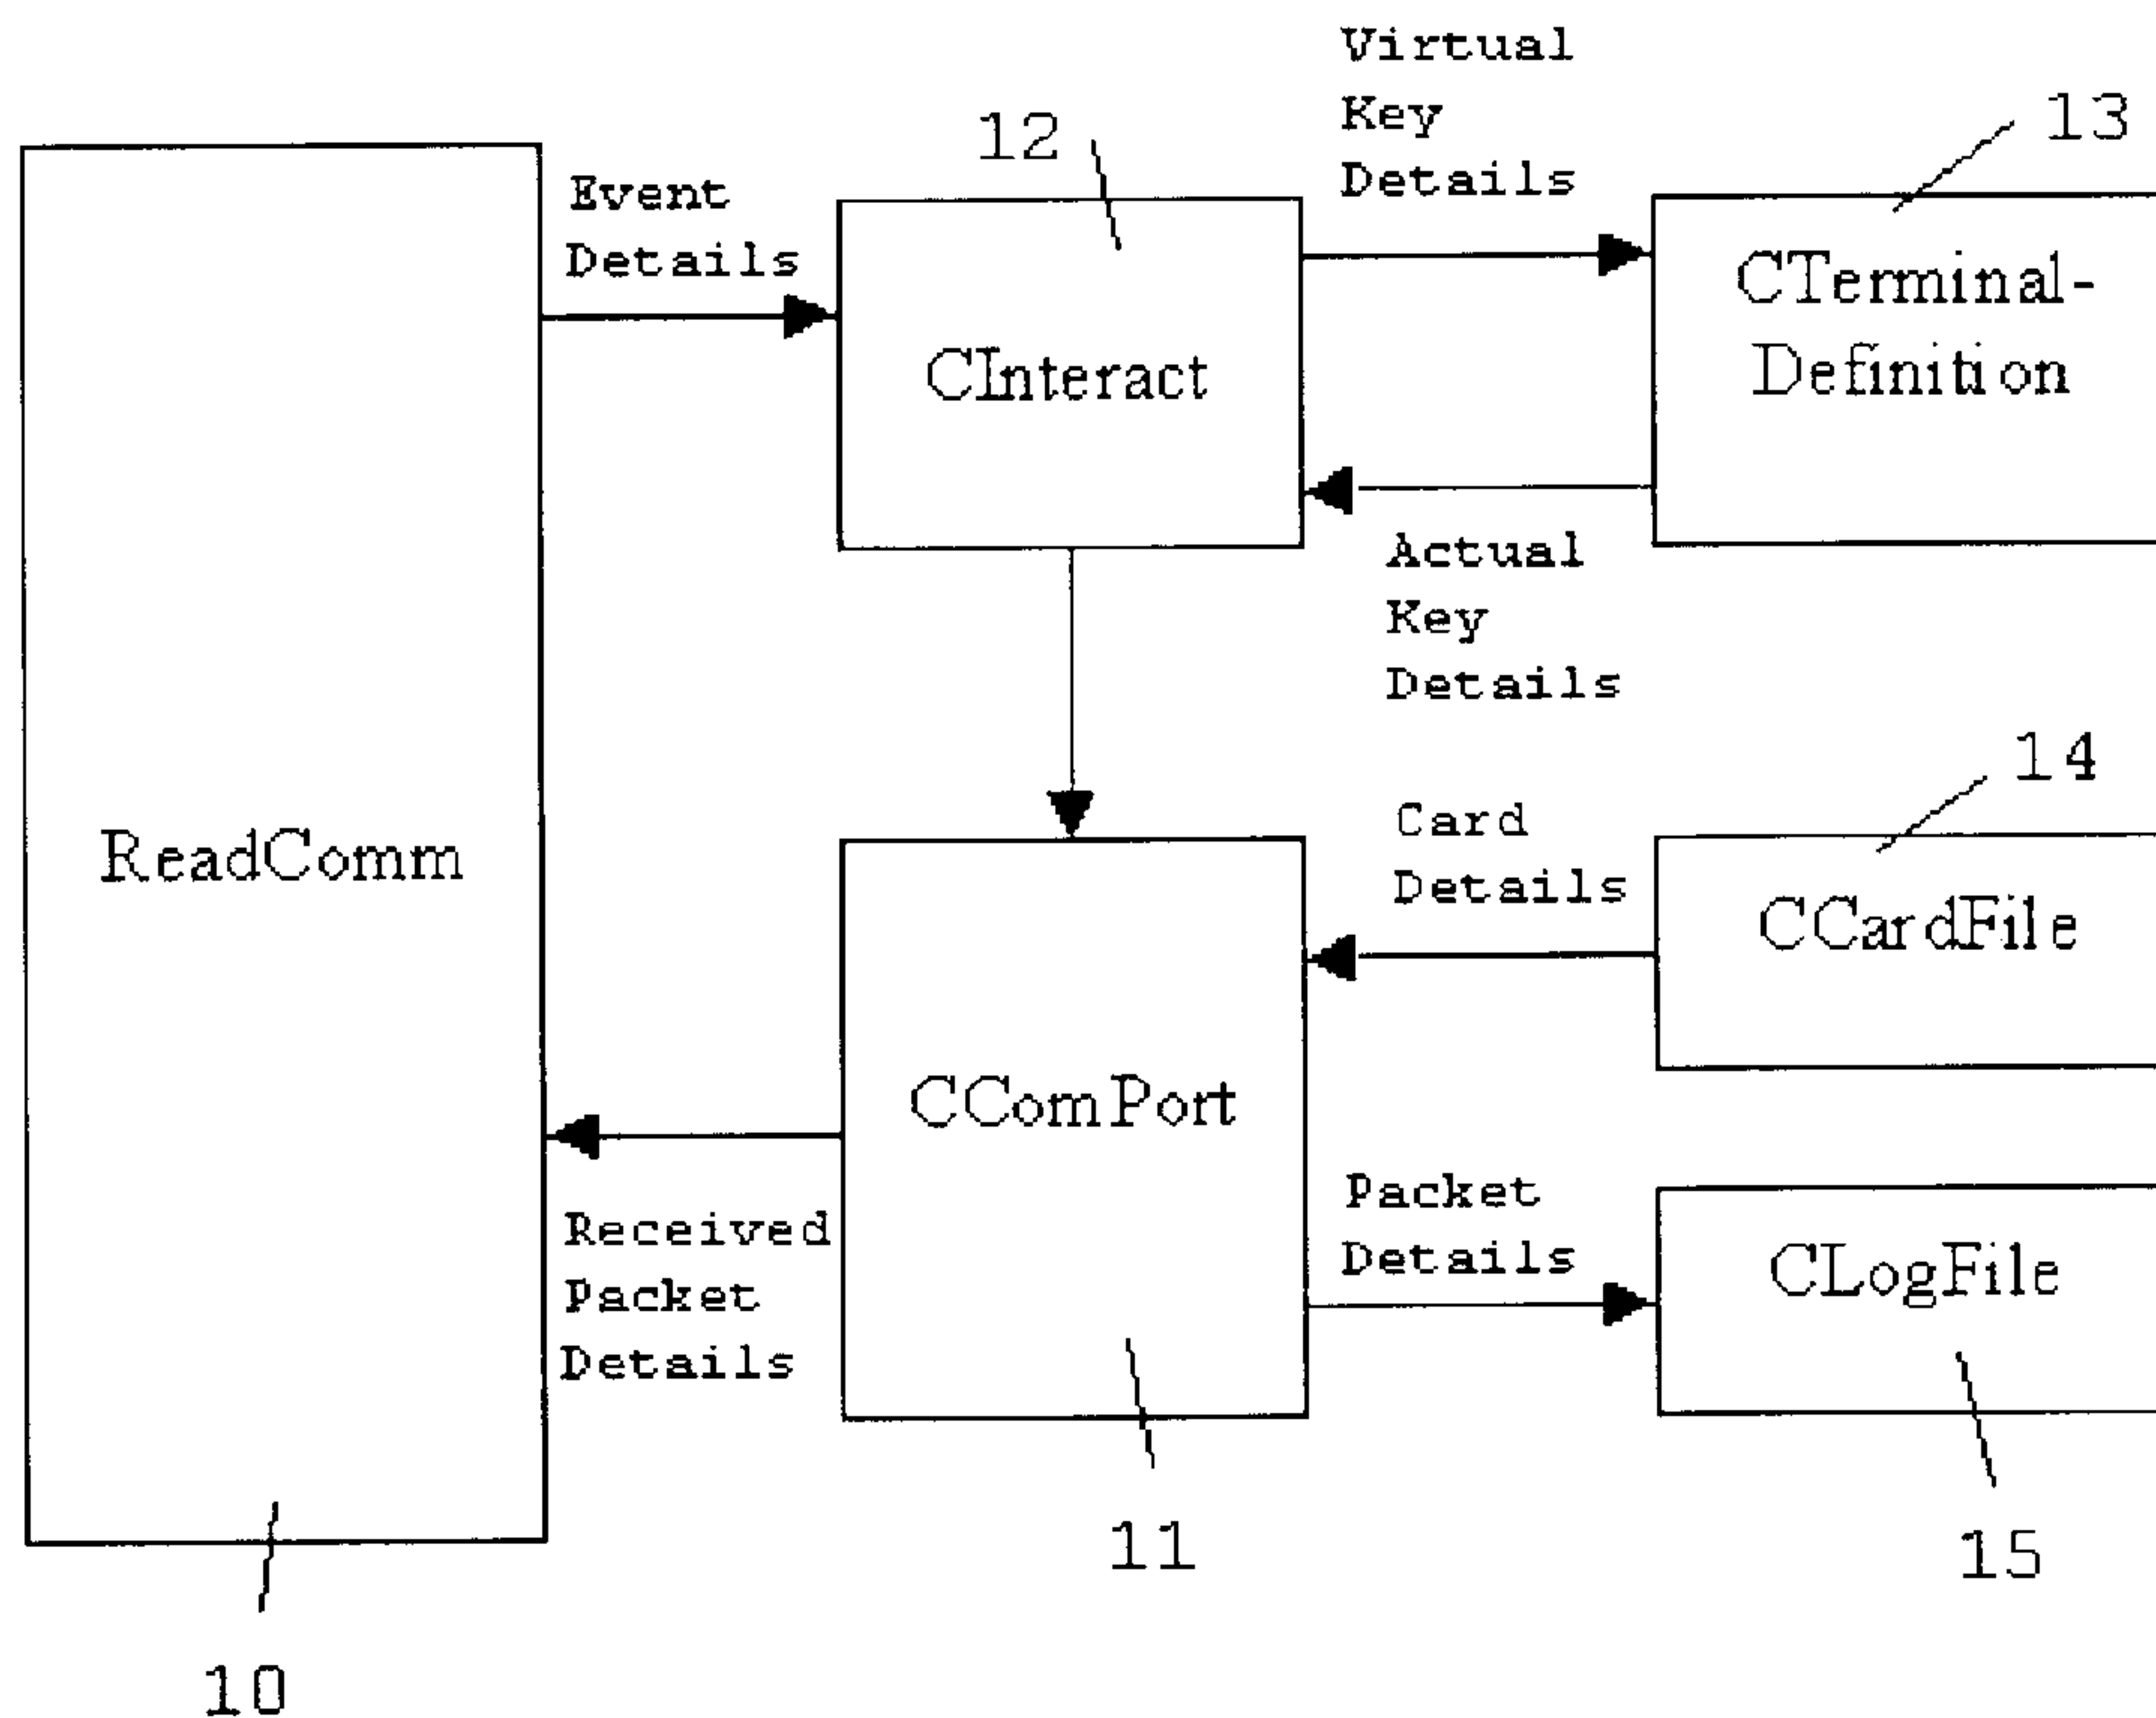 Virtual
Key
Details
12
13
Event
Details
CTerminal-
Definition
CInteract
Actual
Key
Details
14
Card
Details
ReadComm
CCardFile
CComPort
Packet
Details
Received
Packet
Details
CLogFile
11
15
10